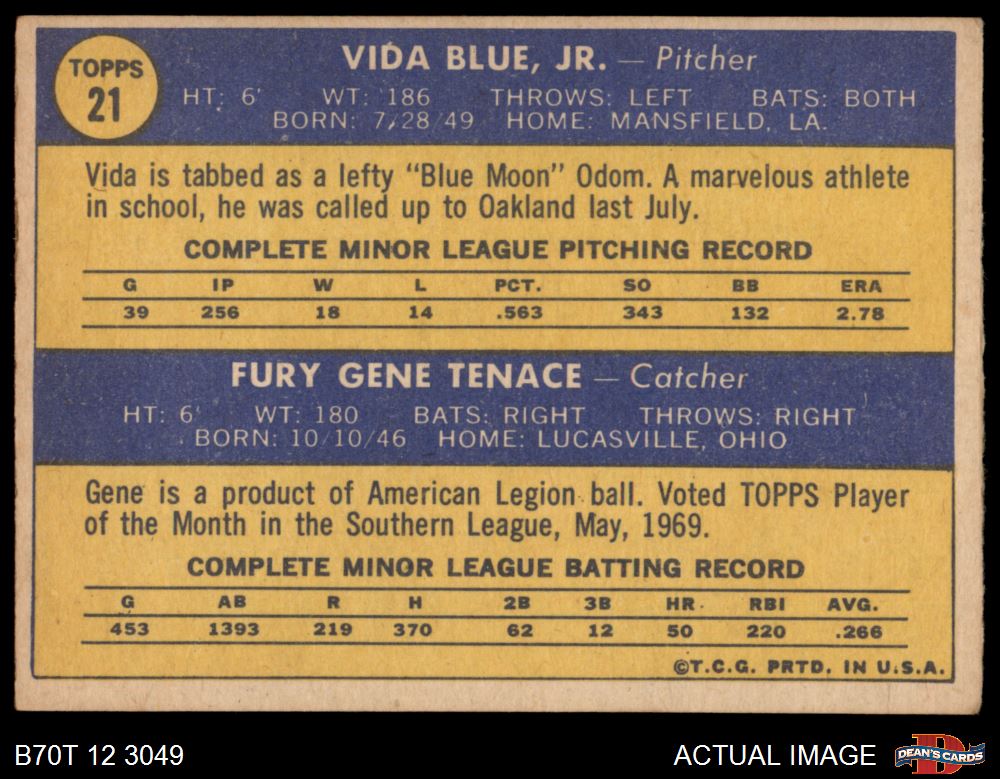 TOPPS
21
VIDA BLUE, JR. — Pitcher
HT: 6' WT: 186 THROWS: LEFT BATS: BOTH
BORN: 7/28/49 HOME: MANSFIELD, LA.
Vida is tabbed as a lefty "Blue Moon" Odom. A marvelous athlete
in school, he was called up to Oakland last July.
COMPLETE MINOR LEAGUE PITCHING RECORD
G IP W L PCT. SO BB ERA
39 256 18 14 .563 343 132 2.78
FURY GENE TENACE — Catcher
HT: 6' WT: 180 BATS: RIGHT THROWS: RIGHT
BORN: 10/10/46 HOME: LUCASVILLE, OHIO
Gene is a product of American Legion ball. Voted TOPPS Player
of the Month in the Southern League, May, 1969.
COMPLETE MINOR LEAGUE BATTING RECORD
G AB R H 2B 3B HR RBI AVG.
453 1393 219 370 62 12 50 220 .266
©T.C.G. PRTD. IN U.S.A.
B70T 12 3049
ACTUAL IMAGE
DEAN'S CARDS